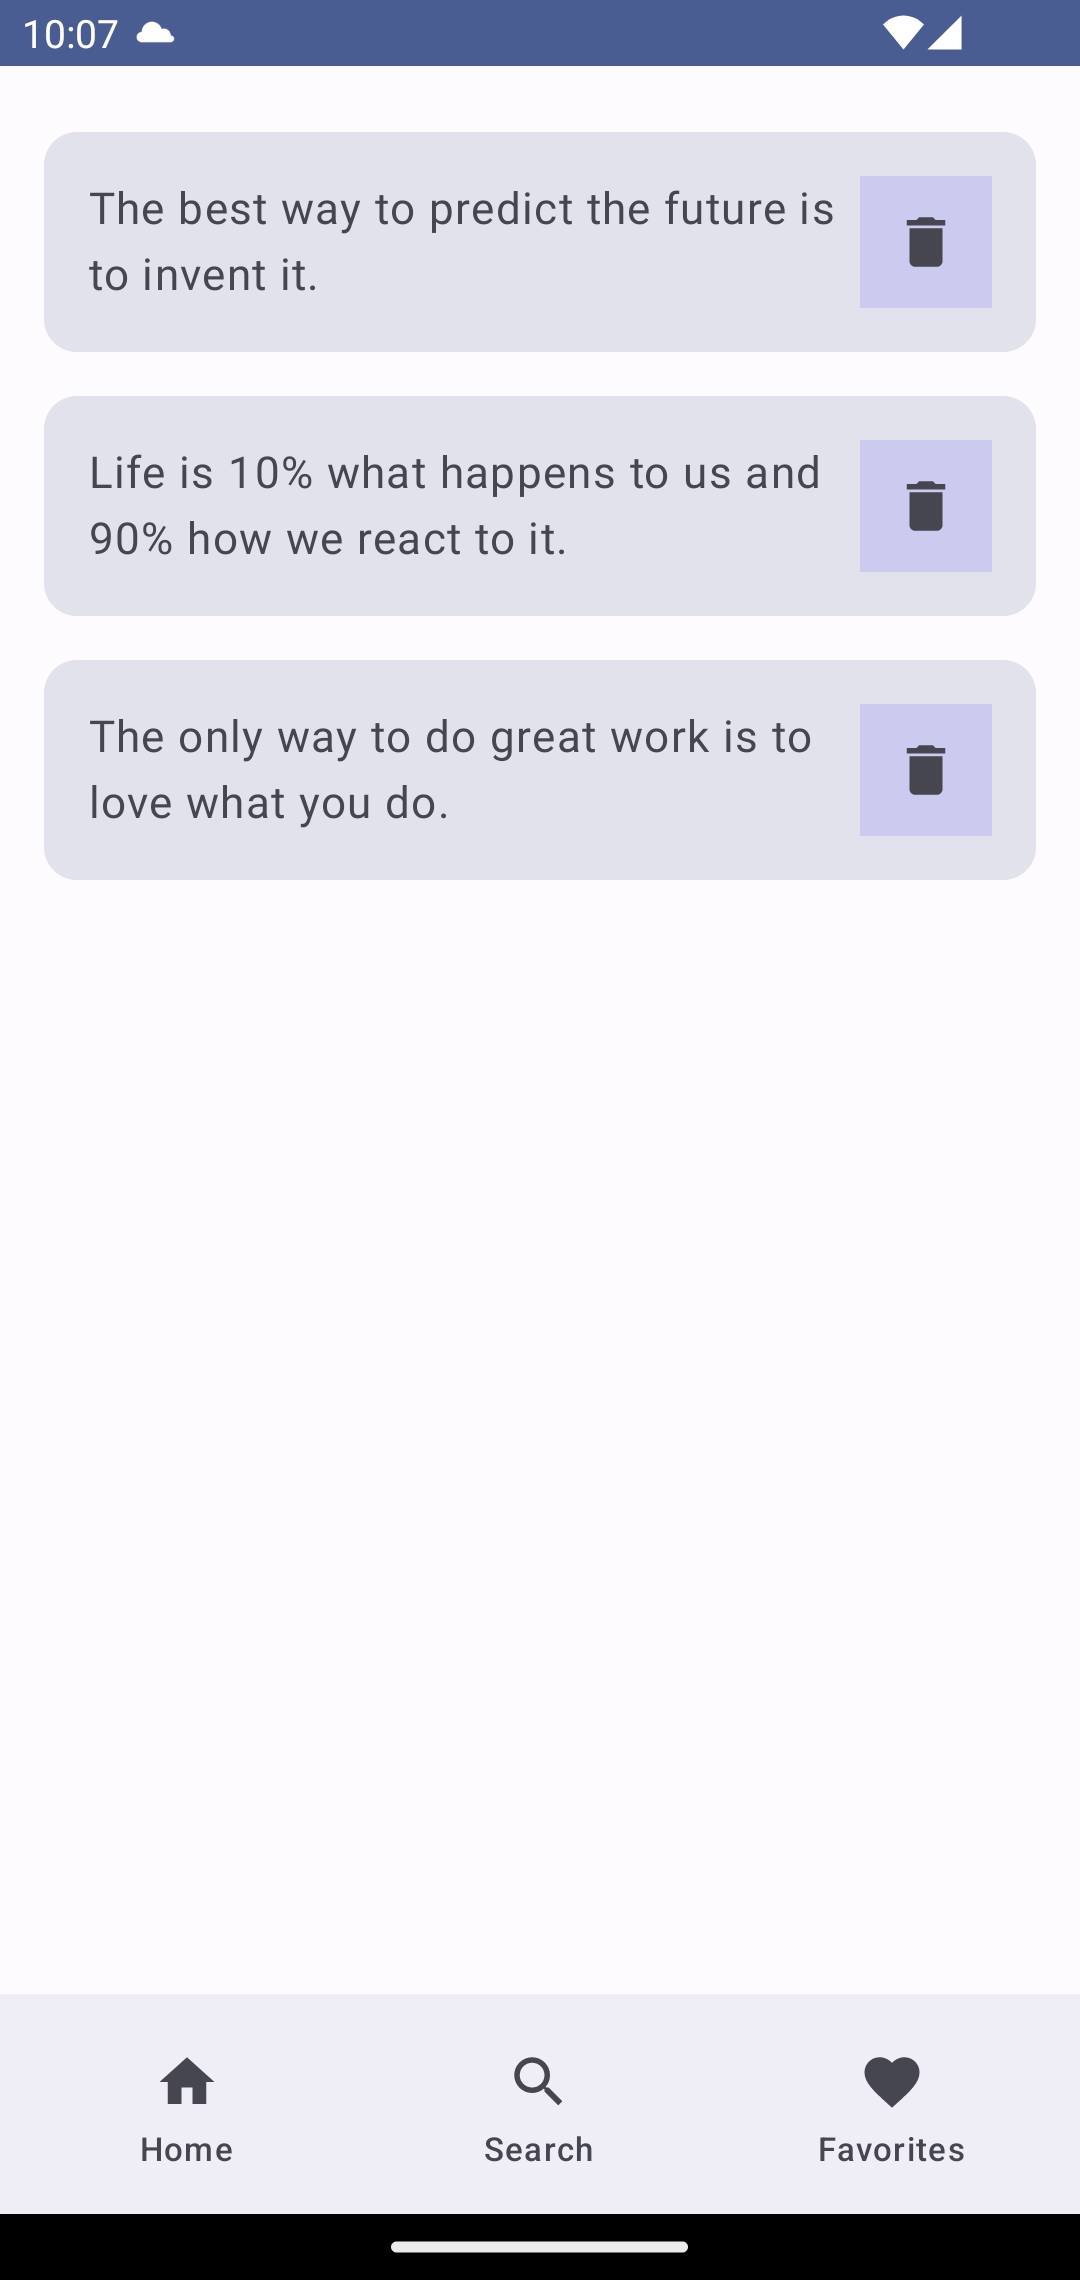 10:07
The best way to predict the future is
to invent it.
Life is 10% what happens to us and
90% how we react to it.
The only way to do great work is to
love what you do.
Home
Search
Favorites